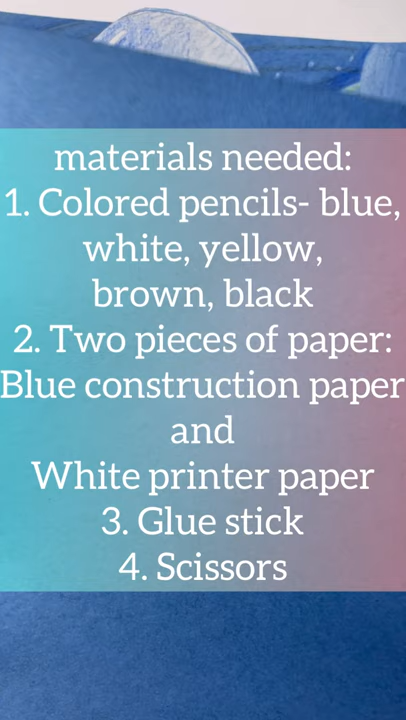 materials needed:
1. Colored pencils- blue,
white, yellow,
brown, black
2. Two pieces of paper:
Blue construction paper
and
White printer paper
3. Glue stick
4. Scissors